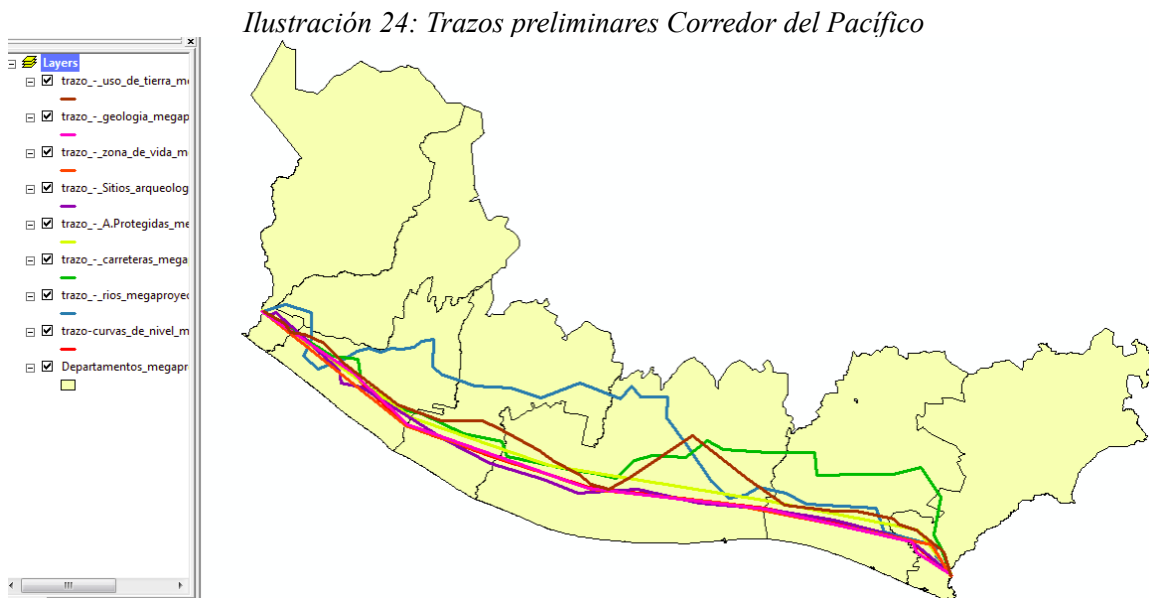 Ilustración 24: Trazos preliminares Corredor del Pacífico
Layers
trazo_-_uso_de_tierra_me
trazo_-_geologia_megap
trazo_-_zona_de_vida_m
trazo_-_Sitios_arqueolog
trazo_-_A.Protegidas_me
trazo_-_carreteras_mega
trazo_-_rios_megaproyec
trazo-curvas_de_nivel_m
Departamentos_megapr